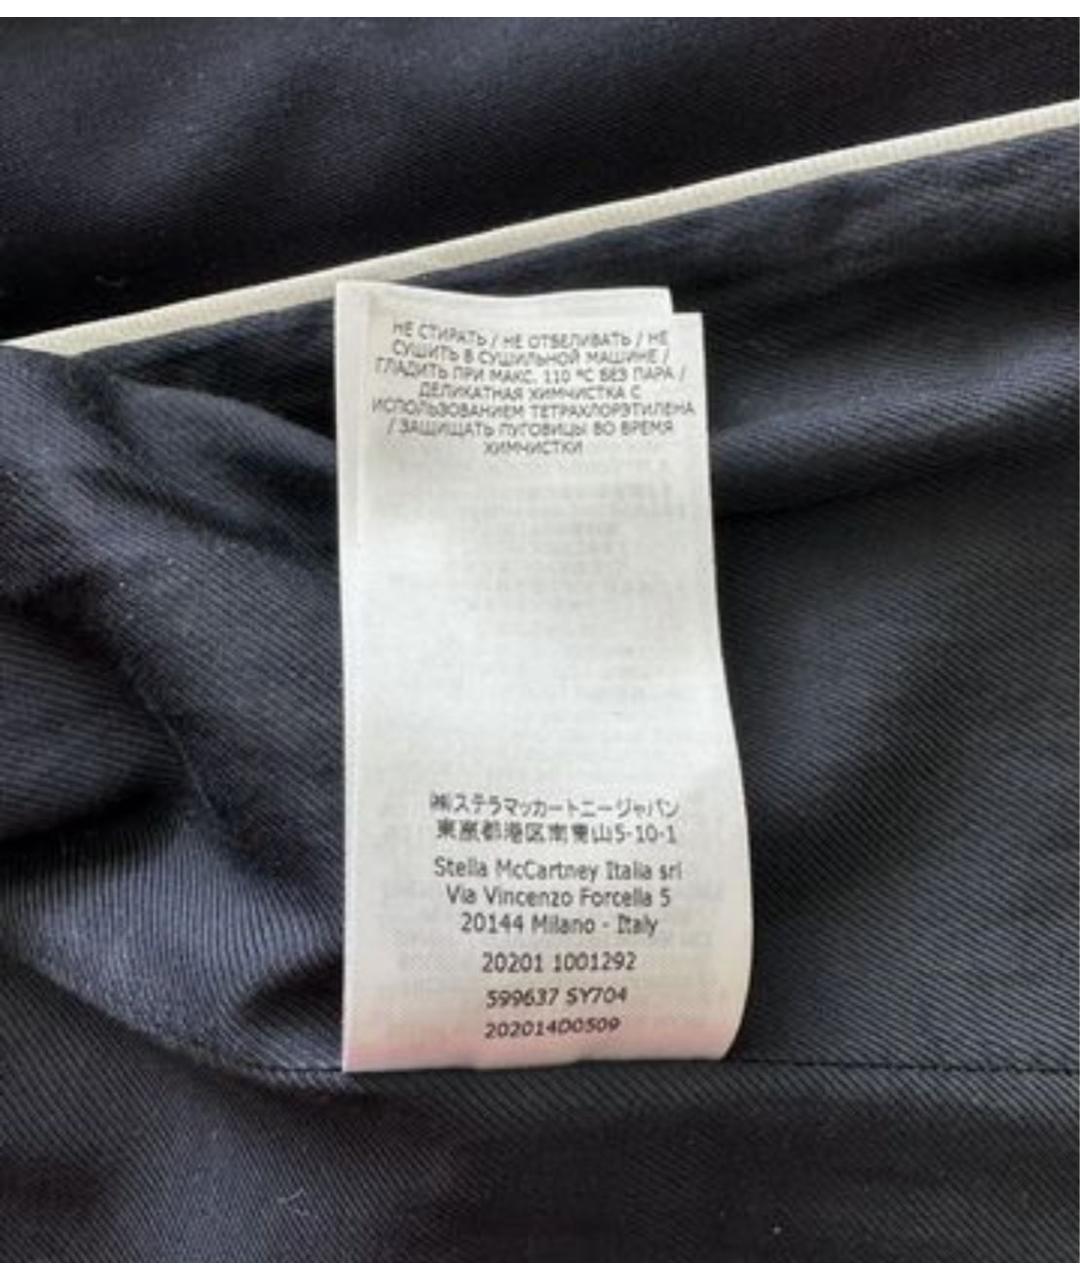 НЕ СТИРАТЬ / НЕ ОТБЕЛИВАТЬ / НЕ
СУШИТЬ В СУШИЛЬНОЙ МАШИНЕ /
ГЛАДИТЬ ПРИ МАКС. 110 °C БЕЗ ПАРА /
ДЕЛИКАТНАЯ ХИМЧИСТКА С
ИСПОЛЬЗОВАНИЕМ ТЕТРАХЛОРЭТИЛЕНА
/ ЗАЩИЩАТЬ ПУГОВИЦЫ ВО ВРЕМЯ
ХИМЧИСТКИ
㈱ステラマッカートニージャパン
東京都港区南青山5-10-1
Stella McCartney Italia srl
Via Vincenzo Forcella 5
20144 Milano - Italy
20201 1001292
599637 SY704
20201400509